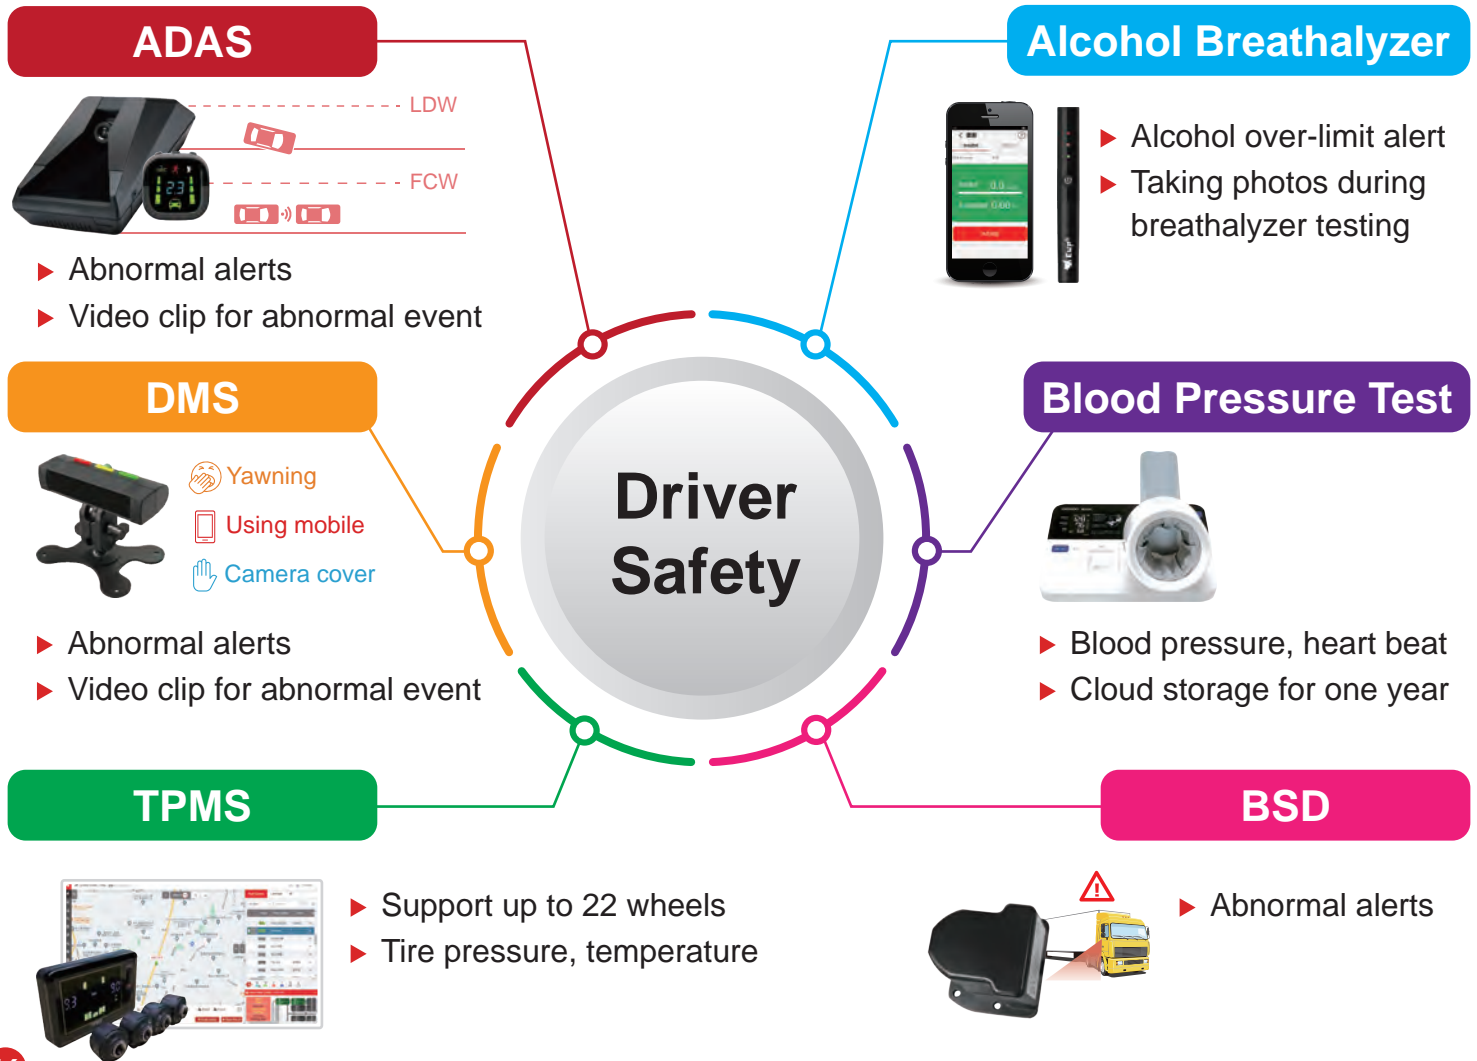 ADAS
LDW
FCW
23
Abnormal alerts
Video clip for abnormal event
DMS
Yawning
Using mobile
Camera cover
Abnormal alerts
Video clip for abnormal event
TPMS
Support up to 22 wheels
Tire pressure, temperature
Driver
Safety
Alcohol Breathalyzer
Alcohol over-limit alert
Taking photos during
breathalyzer testing
Blood Pressure Test
Blood pressure, heart beat
Cloud storage for one year
BSD
Abnormal alerts